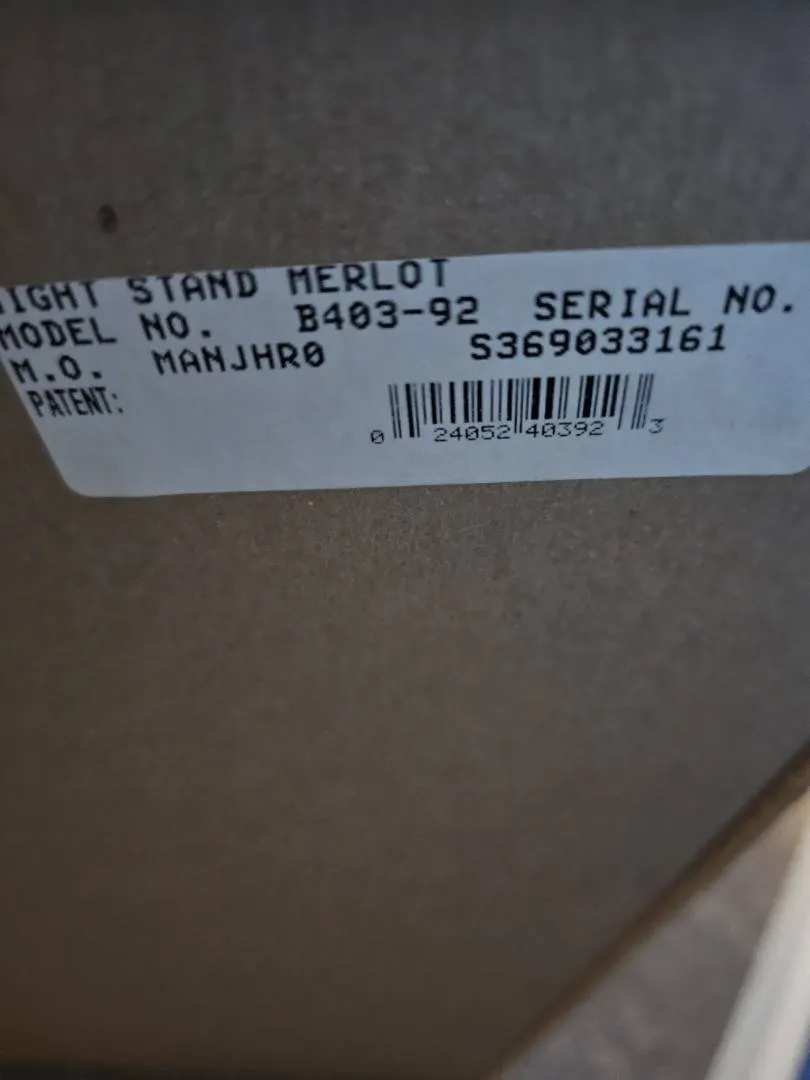 IGHT STAND MERLOT
MODEL NO. B403-92 SERIAL NO.
M.O. MANJHR0 S369033161
PATENT:
0 24052 40392 3